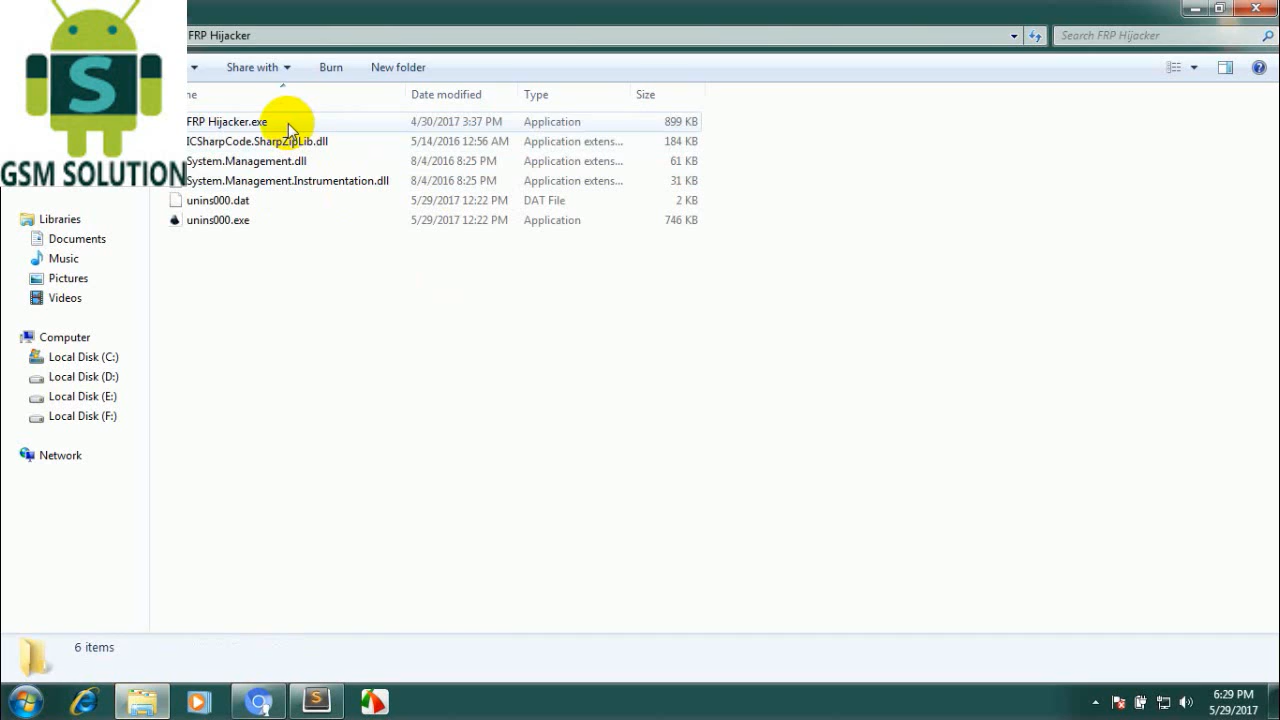 FRP Hijacker
Search FRP Hijacker
Share with
Burn
New folder
S
GSM SOLUTION
ne
Date modified
Type
Size
FRP Hijacker.exe
4/30/2017 3:37 PM
Application
899 KB
ICSharpCode.SharpZipLib.dll
5/14/2016 12:56 AM
Application extens...
184 KB
System.Management.dll
8/4/2016 8:25 PM
Application extens...
61 KB
System.Management.Instrumentation.dll
8/4/2016 8:25 PM
Application extens...
31 KB
unins000.dat
5/29/2017 12:22 PM
DAT File
2 KB
unins000.exe
5/29/2017 12:22 PM
Application
746 KB
Libraries
Documents
Music
Pictures
Videos
Computer
Local Disk (C:)
Local Disk (D:)
Local Disk (E:)
Local Disk (F:)
Network
6 items
S
6:29 PM
5/29/2017